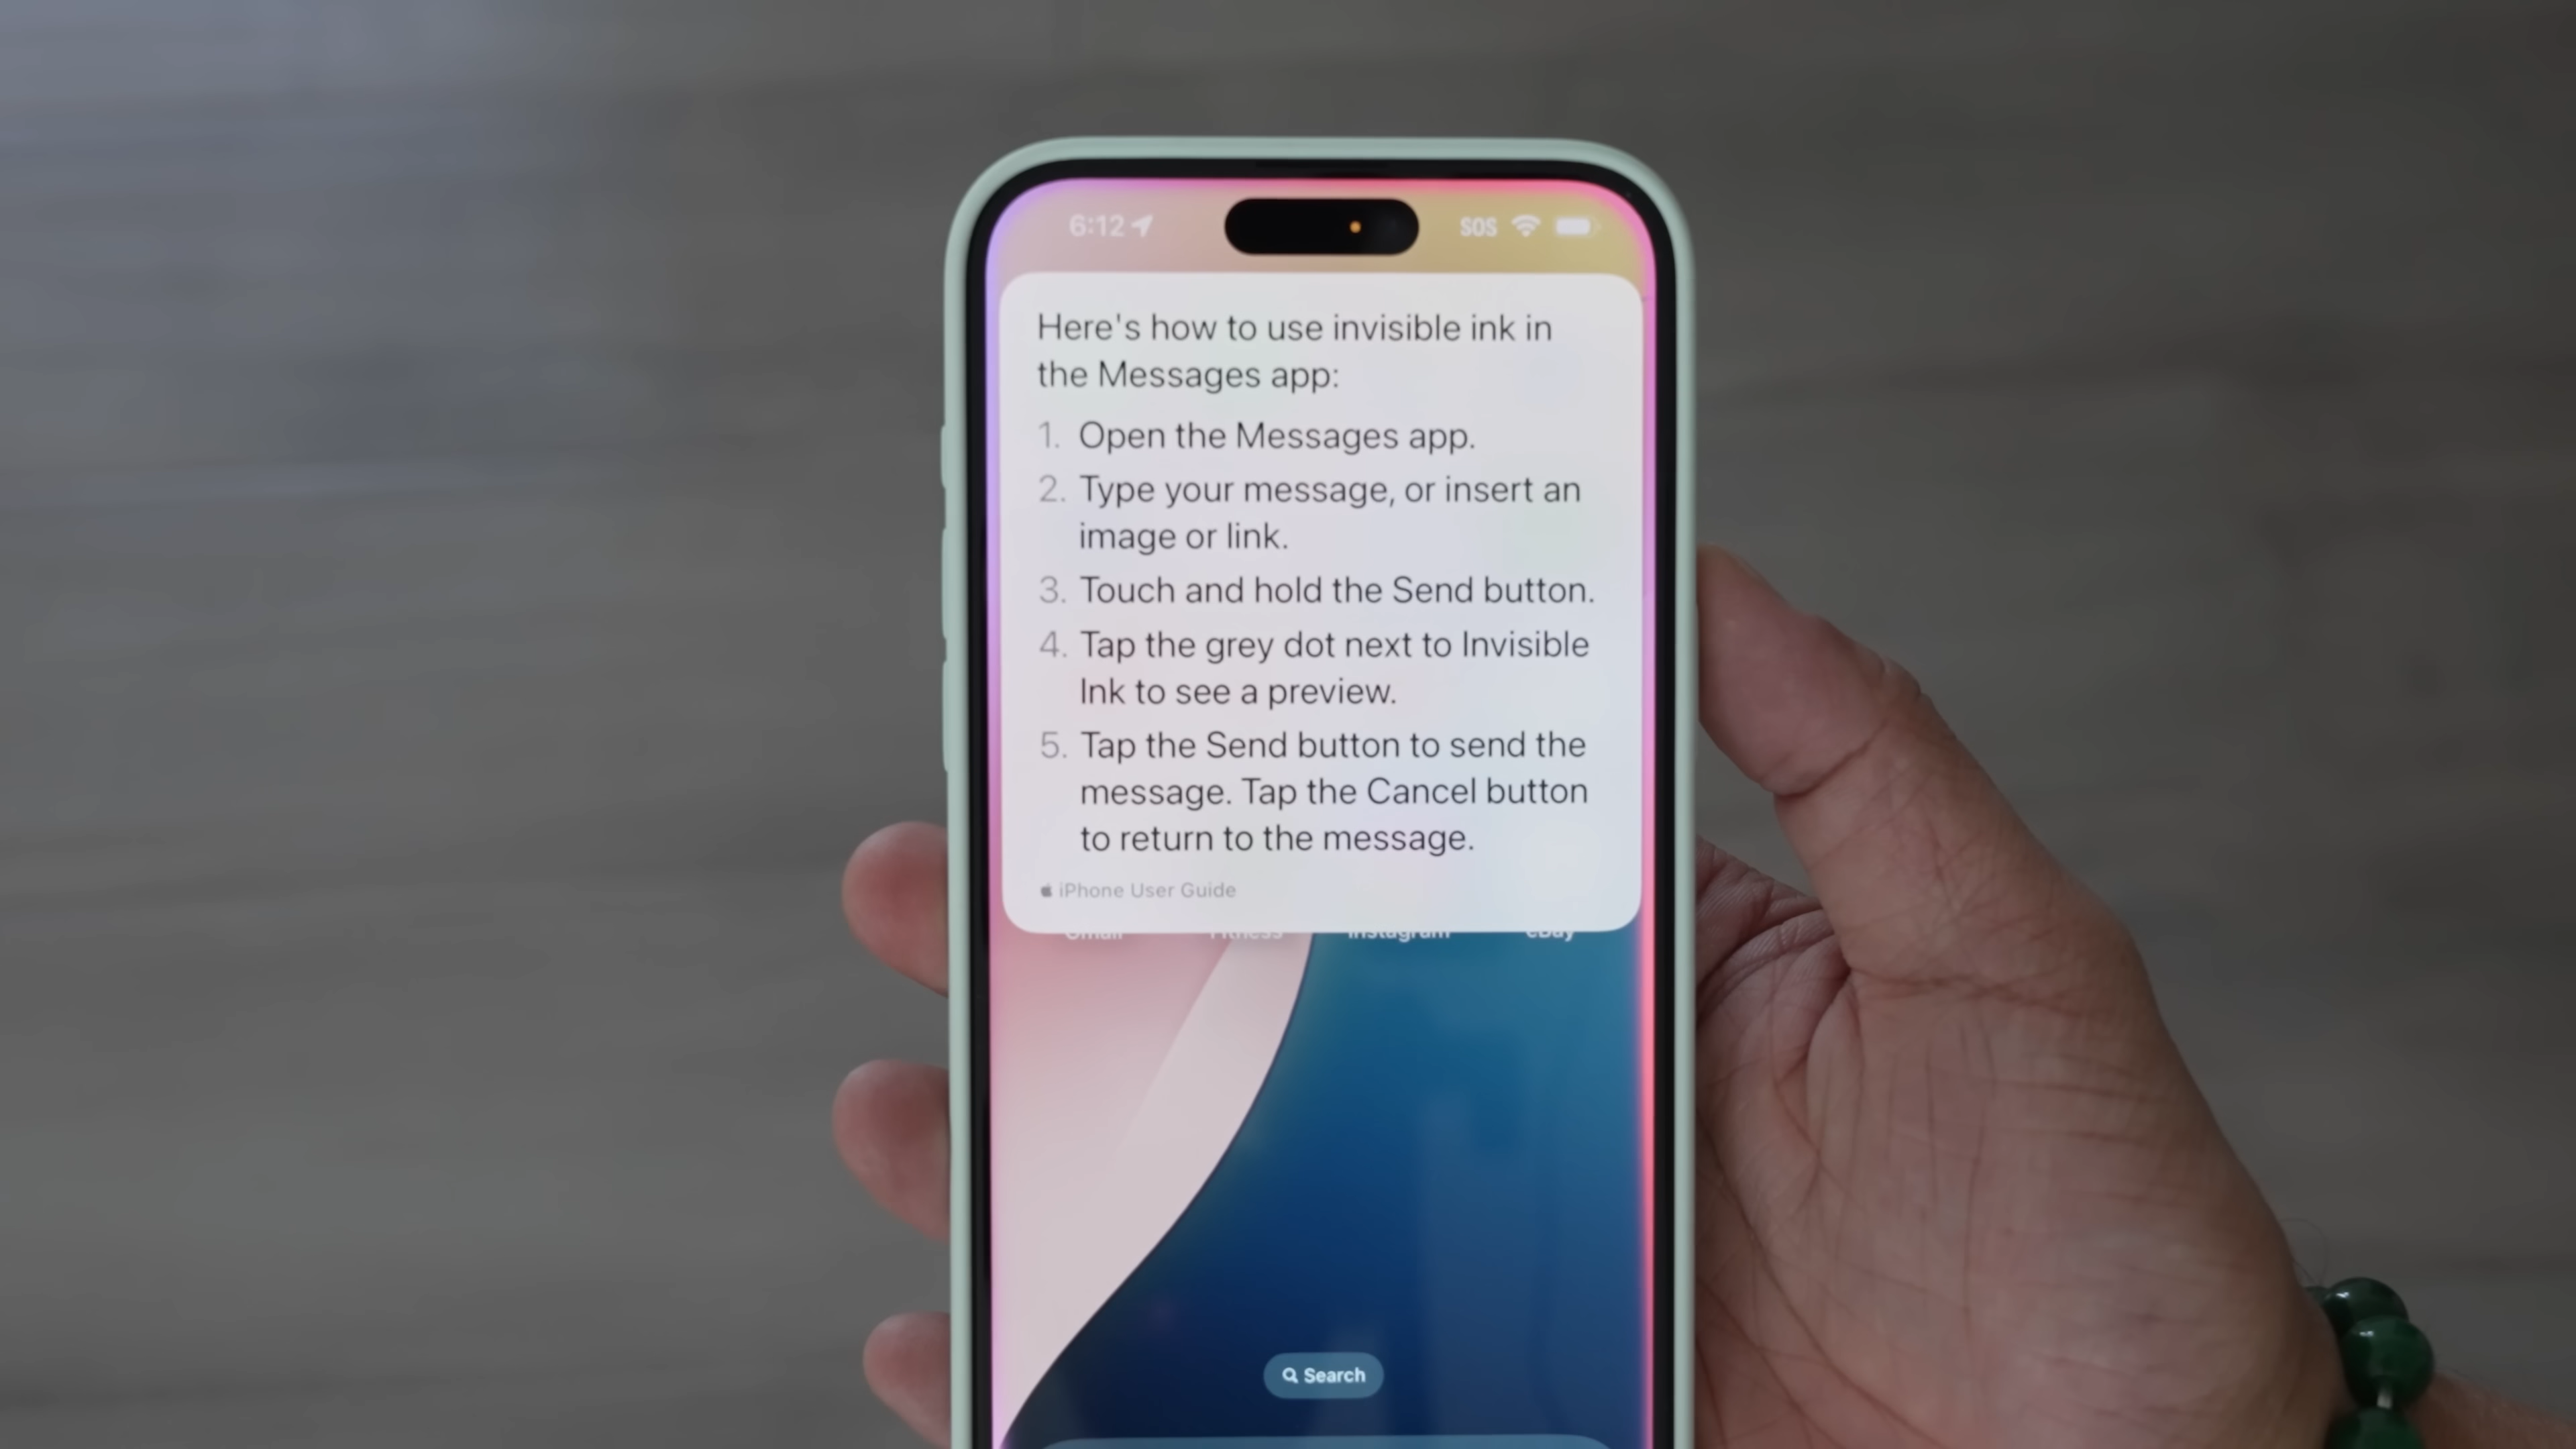 6:12 SOS
Here's how to use invisible ink in
the Messages app:
1. Open the Messages app.
2. Type your message, or insert an
image or link.
3. Touch and hold the Send button.
4. Tap the grey dot next to Invisible
Ink to see a preview.
5. Tap the Send button to send the
message. Tap the Cancel button
to return to the message.
iPhone User Guide
Gmail Fitness Instagram eBay
Search